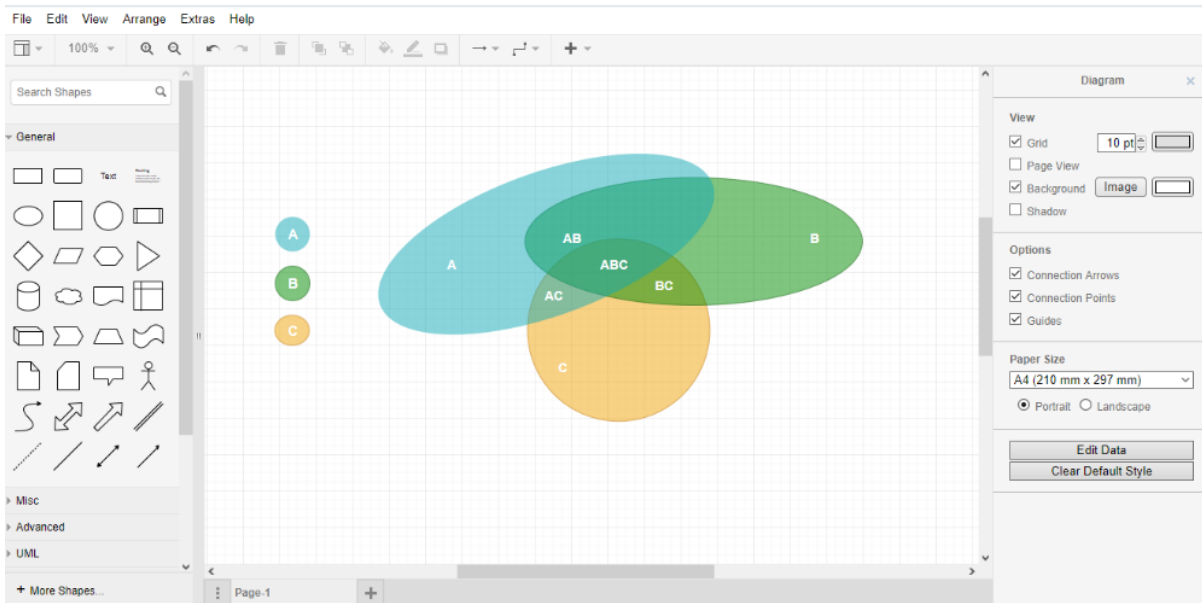 File Edit View Arrange Extras Help
100%
Search Shapes
General
Text
Misc
Advanced
UML
+ More Shapes...
A
B
C
A
AB
B
ABC
AC
BC
C
Page-1
Diagram
View
Grid 10 pt
Page View
Background Image
Shadow
Options
Connection Arrows
Connection Points
Guides
Paper Size
A4 (210 mm x 297 mm)
Portrait Landscape
Edit Data
Clear Default Style